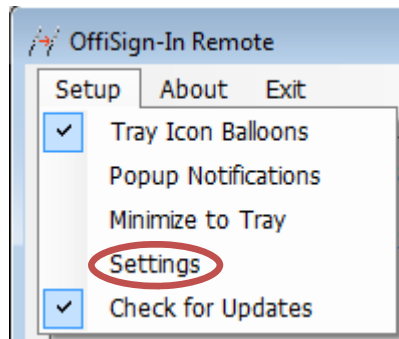 OffiSign-In Remote
Setup About Exit
Tray Icon Balloons
Popup Notifications
Minimize to Tray
Settings
Check for Updates